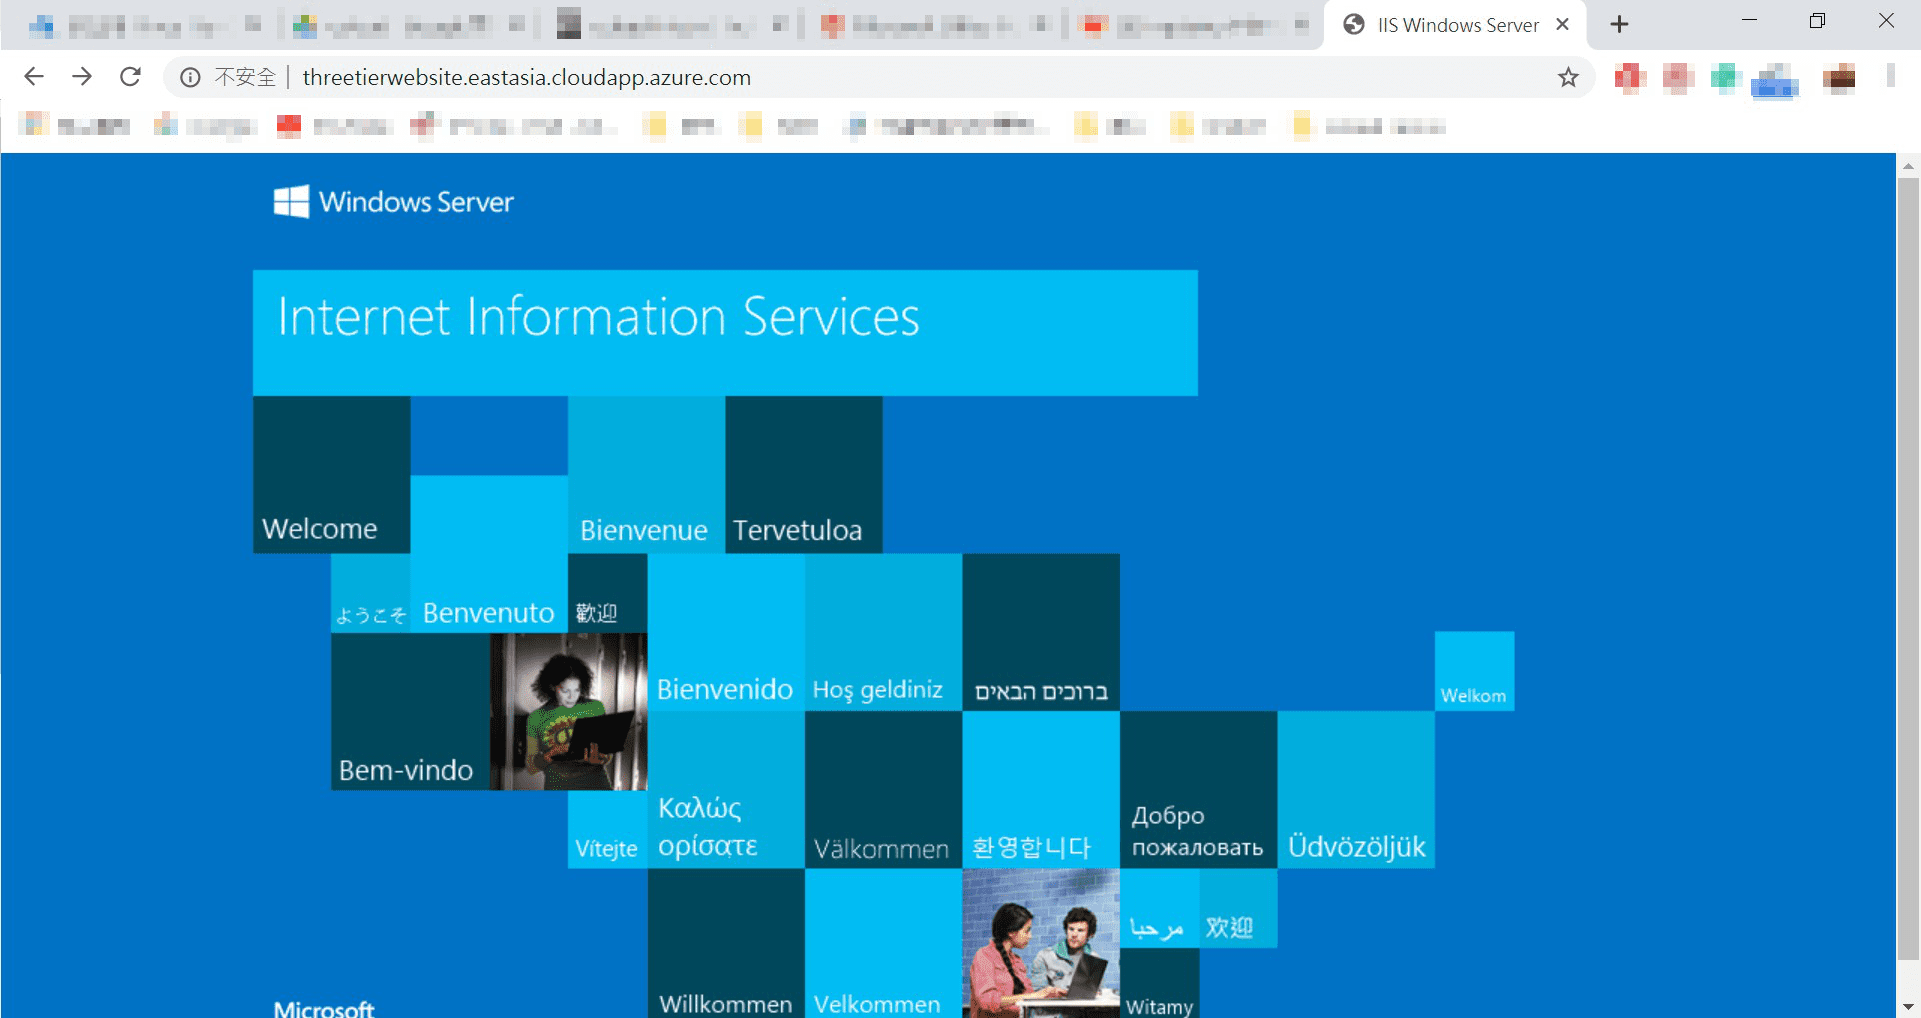 IIS Windows Server
不安全
threetierwebsite.eastasia.cloudapp.azure.com
Windows Server
Internet Information Services
Welcome
Bienvenue
Tervetuloa
ようこそ
Benvenuto
歡迎
Bienvenido
Hoş geldiniz
ברוכים הבאים
Welkom
Bem-vindo
Vítejte
Καλώς
ορίσατε
Välkommen
환영합니다
Добро
пожаловать
Üdvözöljük
مرحبا
欢迎
Willkommen
Velkommen
Witamy
Microsoft